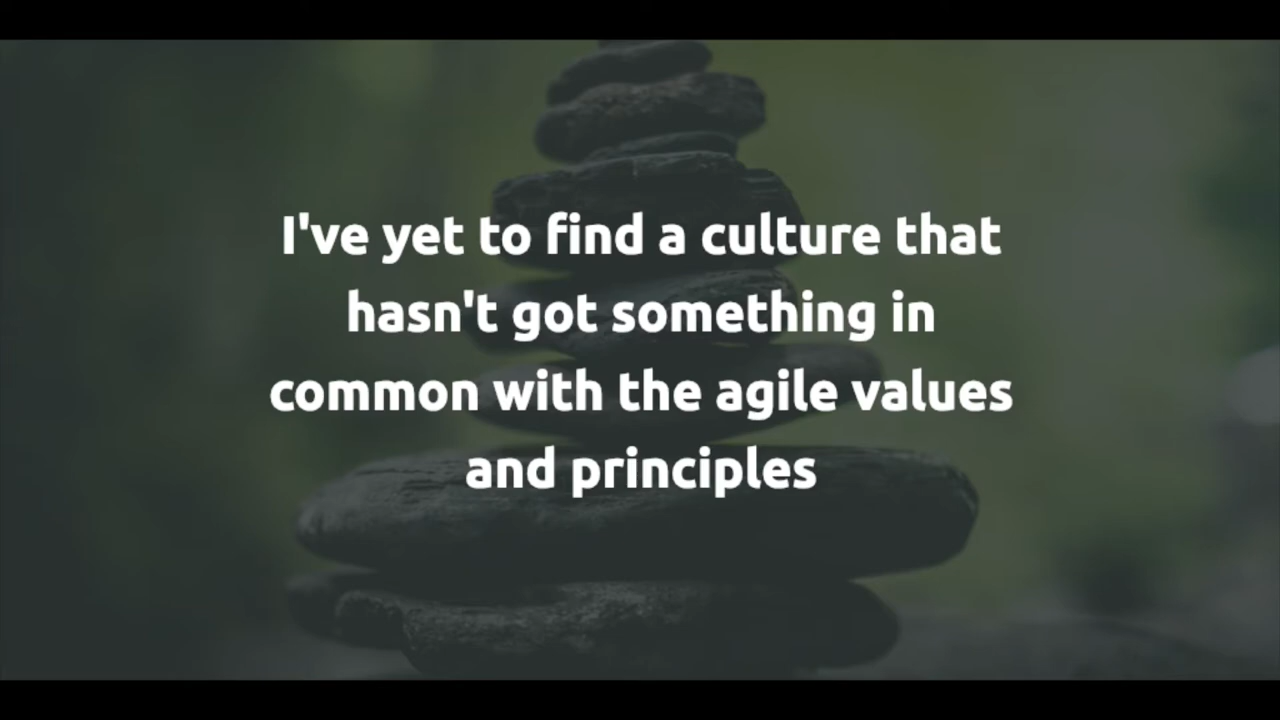 I've yet to find a culture that
hasn't got something in
common with the agile values
and principles